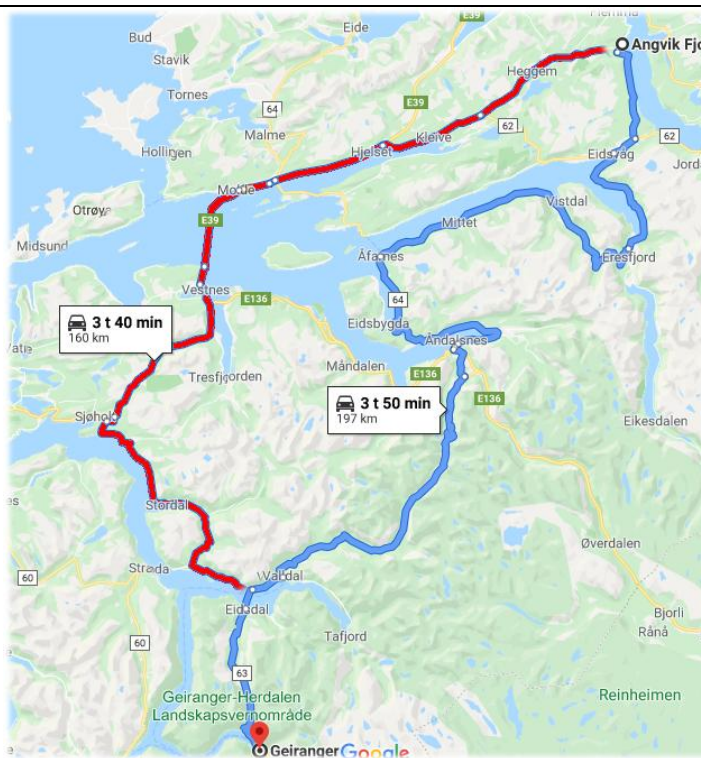 Bud
Eide
Stavik
Angvik Fjo
Tornes
Heggem
64
E39
Malme
Kleive
62
62
Hjelset
Hollingen
Eidsvåg
Jorda
Molde
Otrøya
Vistdal
Mittet
E39
Midsund
Åfarnes
Eresfjord
Vestnes
64
E136
3 t 40 min
160 km
Eidsbygda
Åndalsnes
Måndalen
Tresfjorden
E136
3 t 50 min
197 km
E136
Sjøholt
Eikesdalen
Stordal
Øverdalen
60
Stranda
Valldal
Bjorli
Eidsdal
Rånå
60
Tafjord
63
Geiranger-Herdalen
Landskapsvernområde
Reinheimen
Geiranger
Google